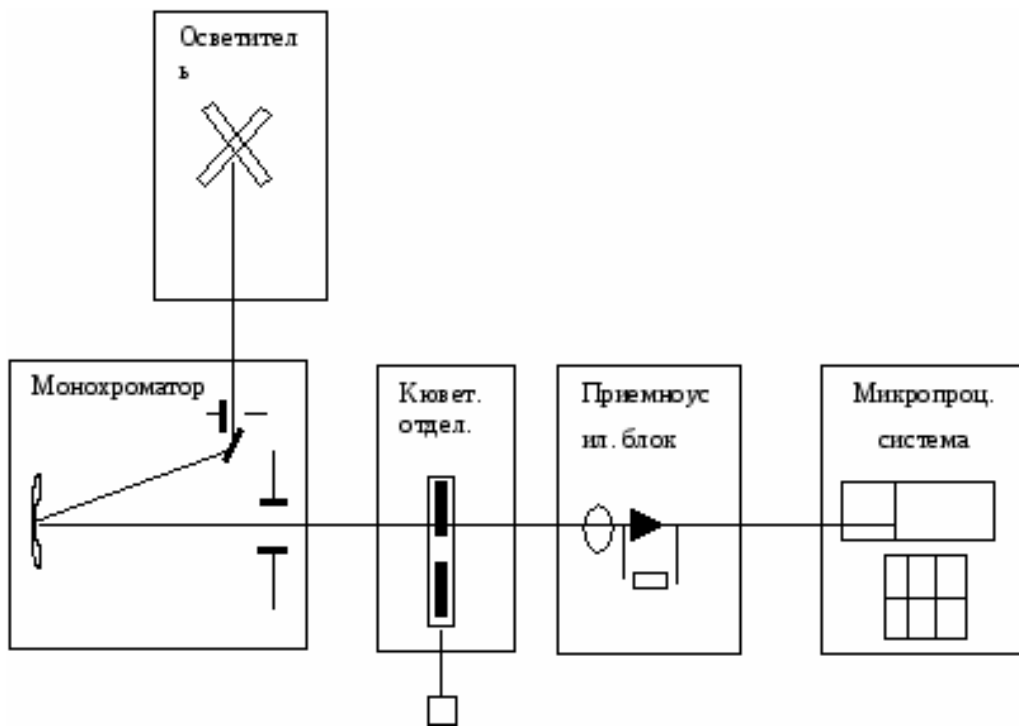 Осветител
ь
Монохроматор
Кювет.
отдел.
Приемноус
ил. блок
Микропроц.
система